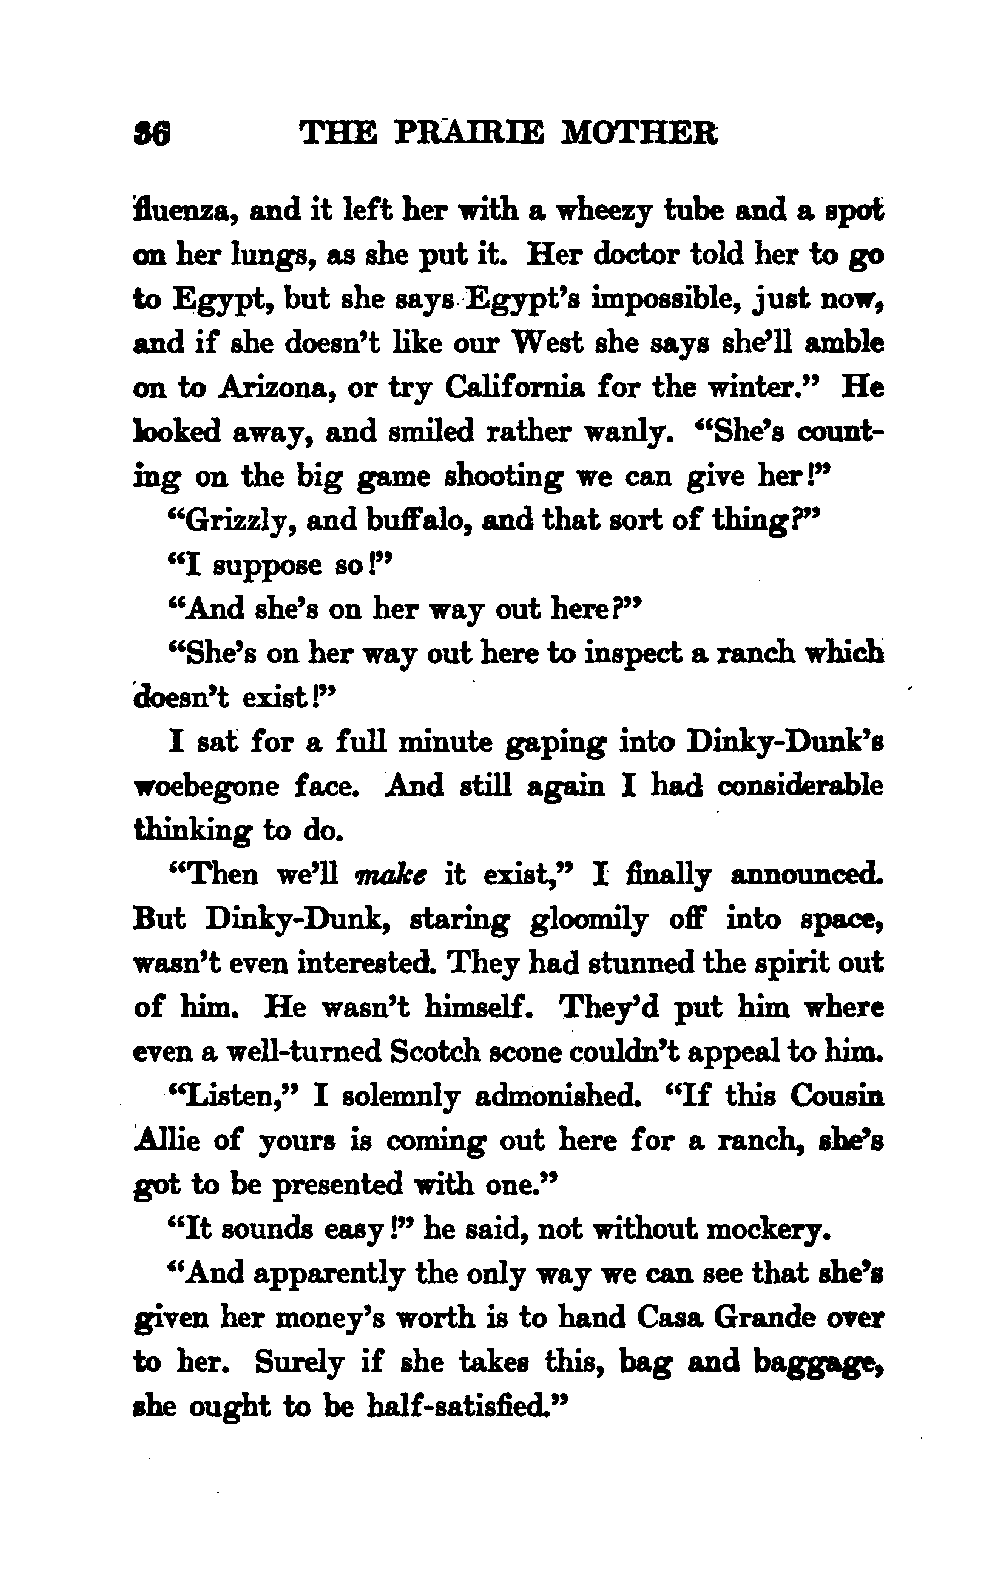 36 THE PRAIRIE MOTHER
fluenza, and it left her with a wheezy tube and a spot
on her lungs, as she put it. Her doctor told her to go
to Egypt, but she says Egypt's impossible, just now,
and if she doesn't like our West she says she'll amble
on to Arizona, or try California for the winter.” He
looked away, and smiled rather wanly. “She's count-
ing on the big game shooting we can give her!”
“Grizzly, and buffalo, and that sort of thing?”
“I suppose so!”
“And she's on her way out here?”
“She's on her way out here to inspect a ranch which
doesn't exist!”
I sat for a full minute gaping into Dinky-Dunk's
woebegone face. And still again I had considerable
thinking to do.
“Then we'll make it exist,” I finally announced.
But Dinky-Dunk, staring gloomily off into space,
wasn't even interested. They had stunned the spirit out
of him. He wasn't himself. They'd put him where
even a well-turned Scotch scone couldn't appeal to him.
“Listen,” I solemnly admonished. “If this Cousin
Allie of yours is coming out here for a ranch, she's
got to be presented with one.”
“It sounds easy!” he said, not without mockery.
“And apparently the only way we can see that she's
given her money's worth is to hand Casa Grande over
to her. Surely if she takes this, bag and baggage,
she ought to be half-satisfied.”